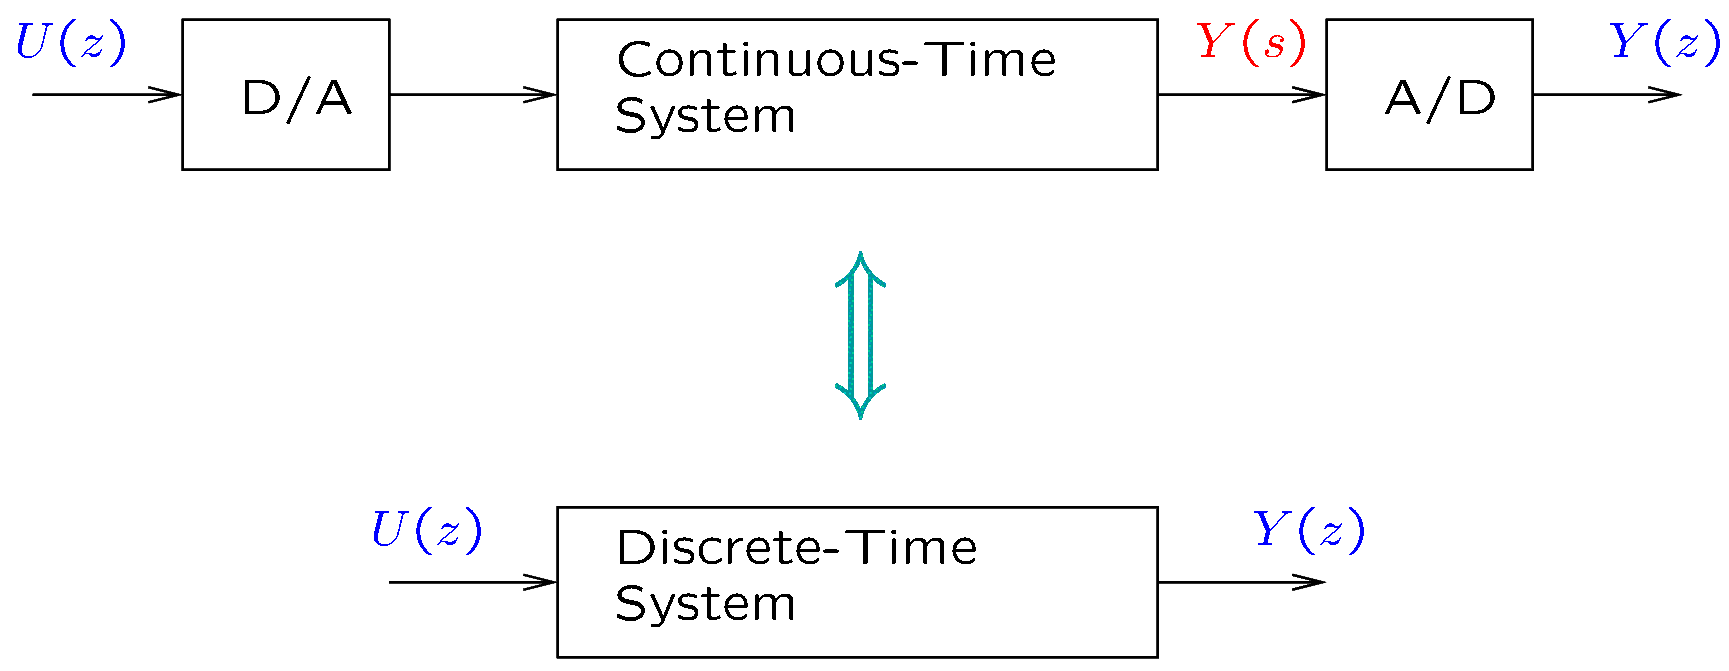 U(z)
D/A
Continuous-Time
System
Y(s)
A/D
Y(z)
U(z)
Discrete-Time
System
Y(z)